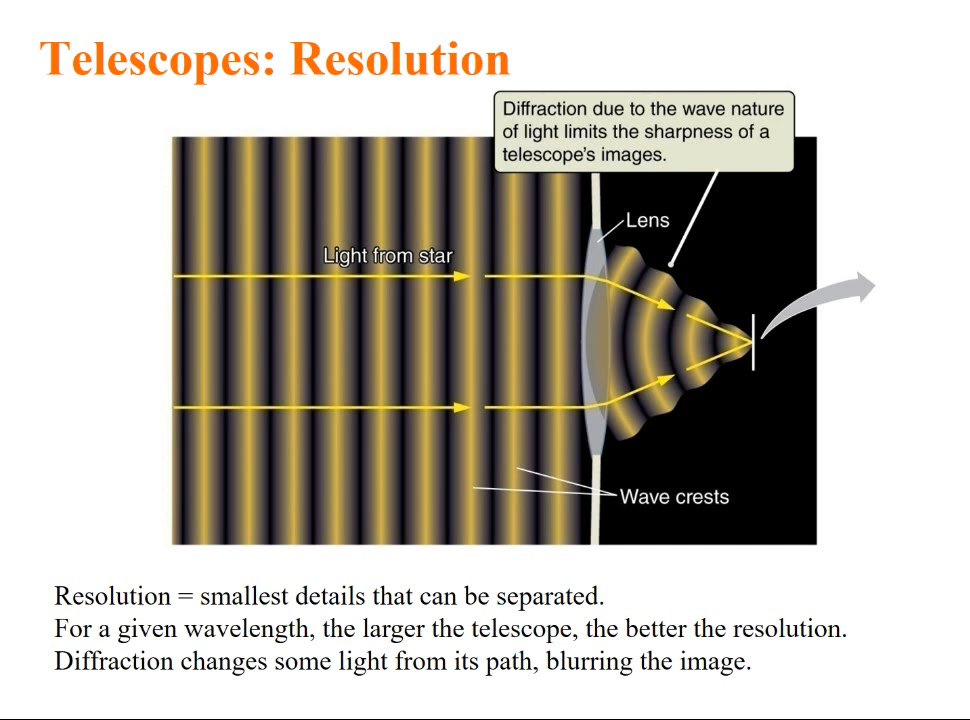 Telescopes: Resolution
Diffraction due to the wave nature
of light limits the sharpness of a
telescope's images.
Lens
Light from star
Wave crests
Resolution = smallest details that can be separated.
For a given wavelength, the larger the telescope, the better the resolution.
Diffraction changes some light from its path, blurring the image.